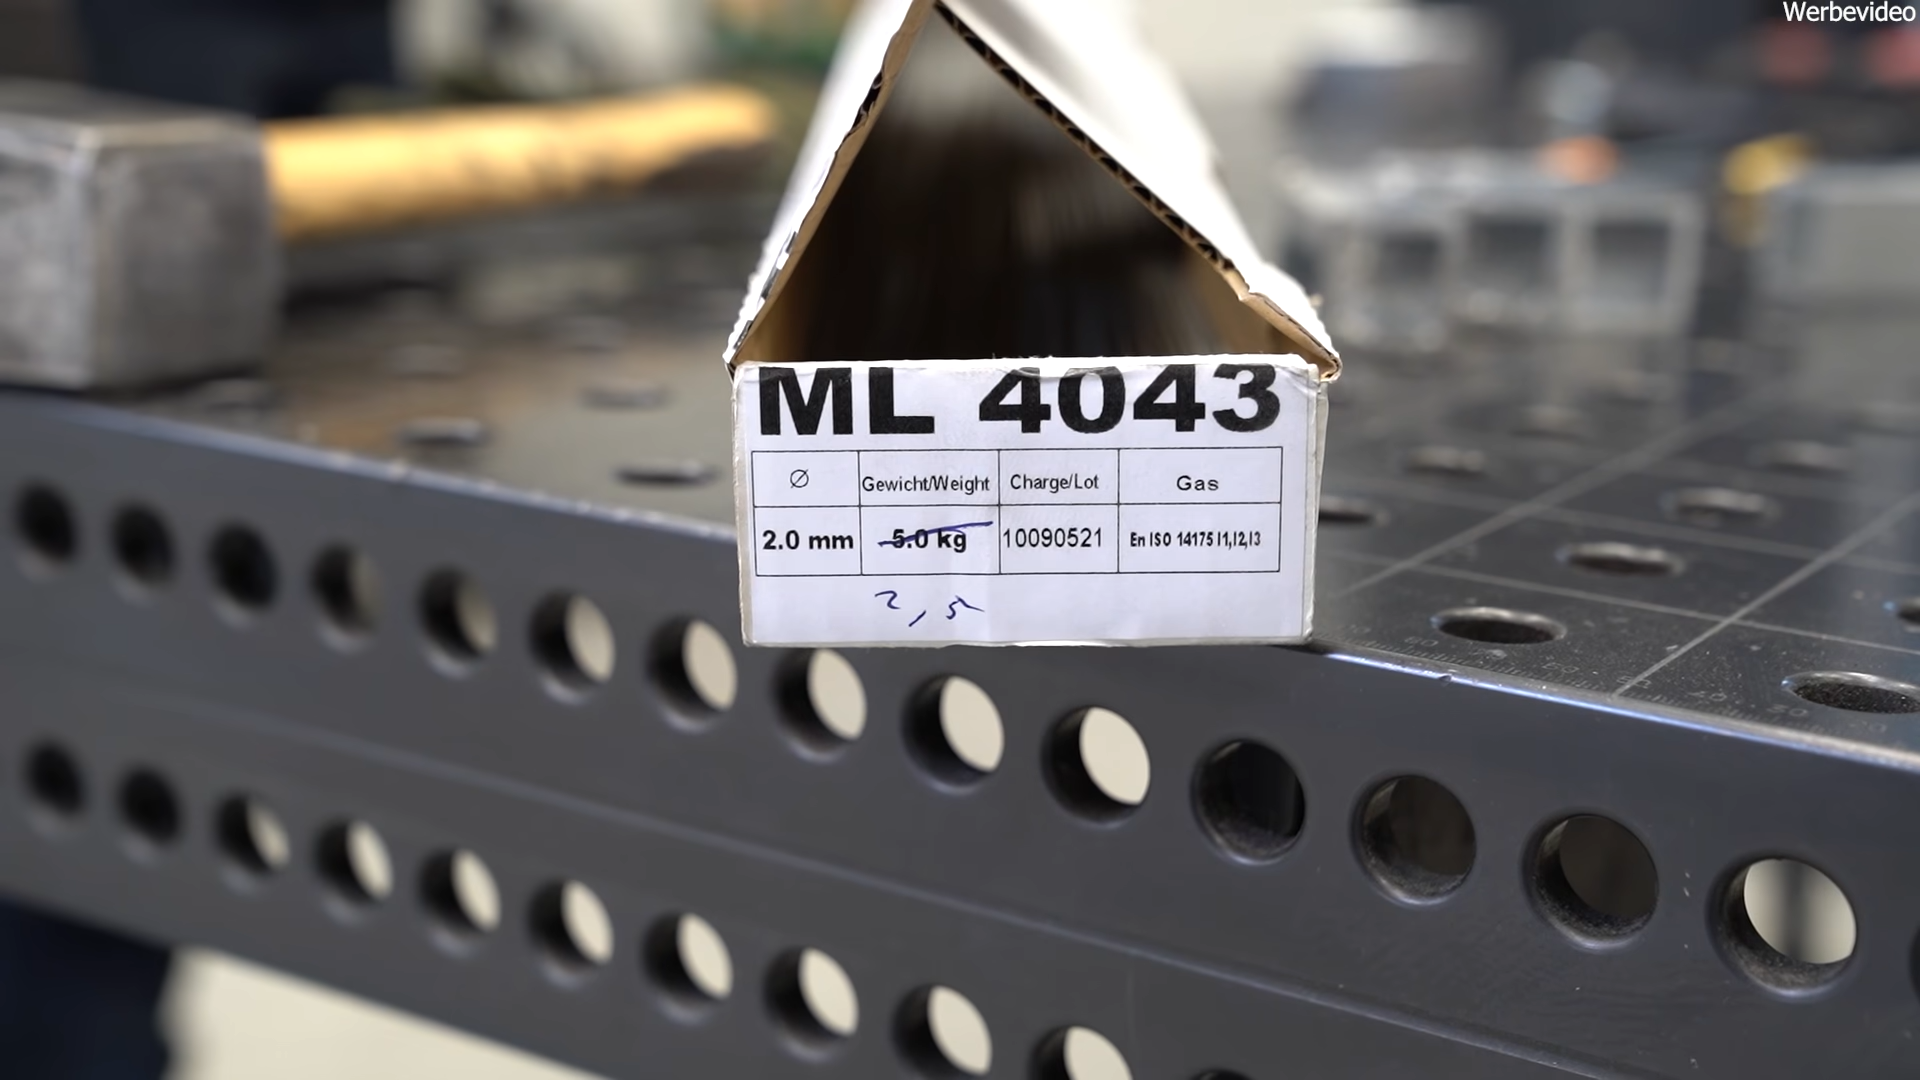 Werbevideo
ML 4043
∅ Gewicht/Weight Charge/Lot Gas
2.0 mm 5.0 kg 10090521 En ISO 14175 I1,I2,I3
2,5